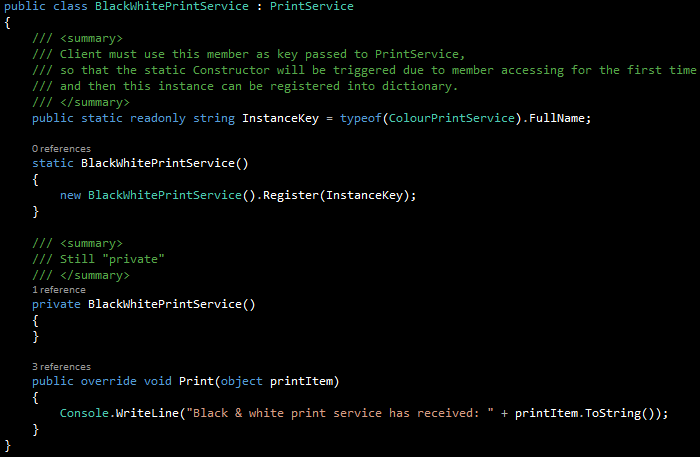 public class BlackWhitePrintService : PrintService
{
/// <summary>
/// Client must use this member as key passed to PrintService,
/// so that the static Constructor will be triggered due to member accessing for the first time
/// and then this instance can be registered into dictionary.
/// </summary>
public static readonly string InstanceKey = typeof(ColourPrintService).FullName;
0 references
static BlackWhitePrintService()
{
new BlackWhitePrintService().Register(InstanceKey);
}
/// <summary>
/// Still "private"
/// </summary>
1 reference
private BlackWhitePrintService()
{
}
3 references
public override void Print(object printItem)
{
Console.WriteLine("Black & white print service has received: " + printItem.ToString());
}
}